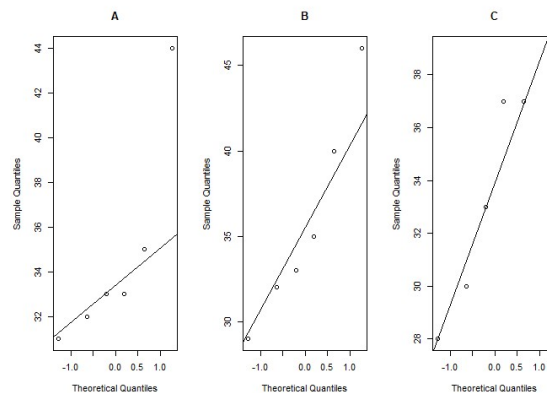 A
B
C
Sample Quantiles
32 34 36 38 40 42 44
-1.0 0.0 1.0
Theoretical Quantiles
Sample Quantiles
30 35 40 45
-1.0 0.0 1.0
Theoretical Quantiles
Sample Quantiles
28 30 32 34 36 38
-1.0 0.0 1.0
Theoretical Quantiles